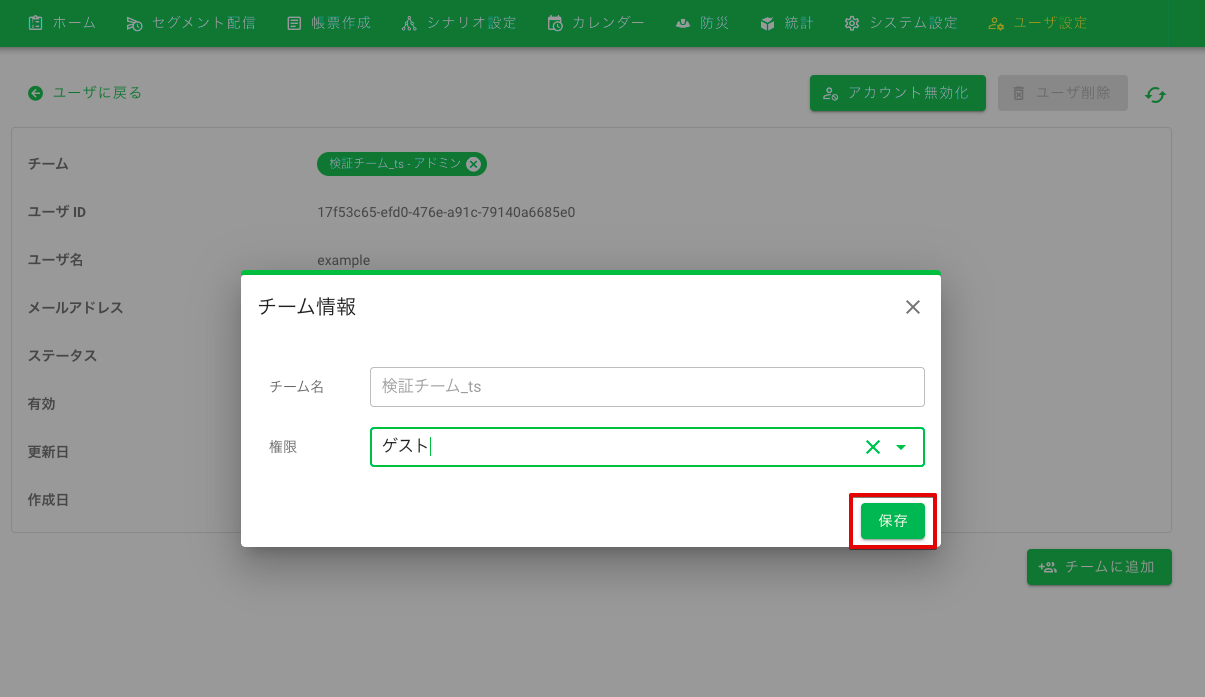 ホーム セグメント配信 帳票作成 シナリオ設定 カレンダー 防災 統計 システム設定 ユーザ設定
ユーザに戻る アカウント無効化 ユーザ削除
チーム 検証チーム_ts - アドミン
ユーザ ID 17f53c65-efd0-476e-a91c-79140a6685e0
ユーザ名 example
メールアドレス
ステータス
有効
更新日
作成日
チーム情報
チーム名 検証チーム_ts
権限 ゲスト
保存
チームに追加